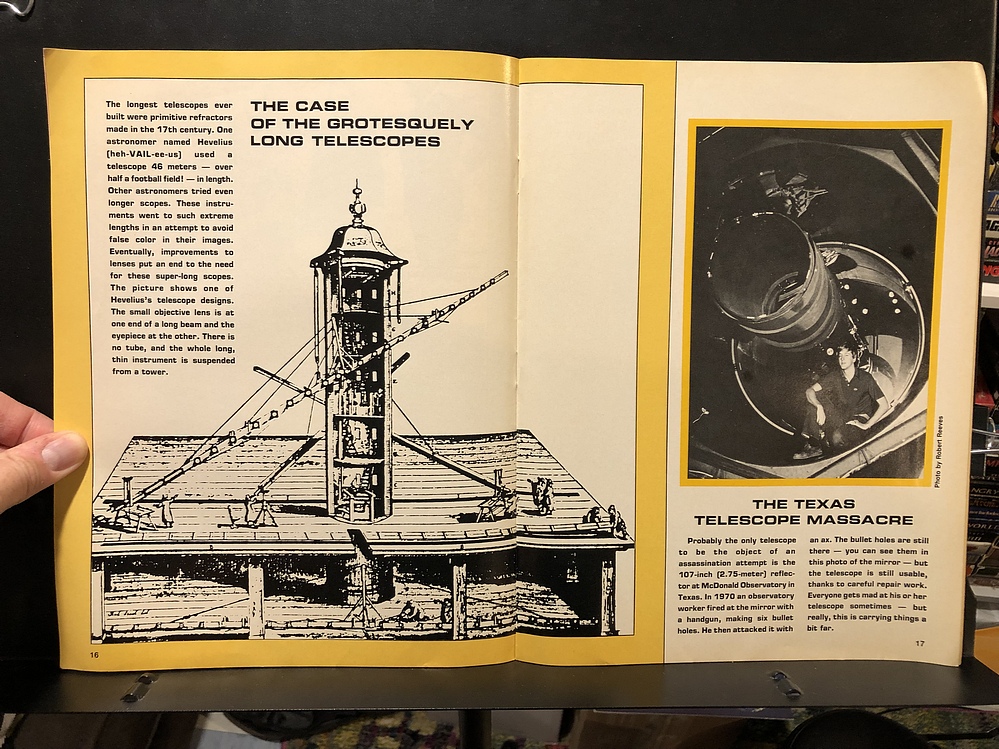 The longest telescopes ever
built were primitive refractors
made in the 17th century. One
astronomer named Hevelius
(heh-VAIL-ee-us) used a
telescope 46 meters — over
half a football field! — in length.
Other astronomers tried even
longer scopes. These instru-
ments went to such extreme
lengths in an attempt to avoid
false color in their images.
Eventually, improvements to
lenses put an end to the need
for these super-long scopes.
The picture shows one of
Hevelius's telescope designs.
The small objective lens is at
one end of a long beam and the
eyepiece at the other. There is
no tube, and the whole long,
thin instrument is suspended
from a tower.
THE CASE
OF THE GROTESQUELY
LONG TELESCOPES
16
Photo by Robert Reeves
THE TEXAS
TELESCOPE MASSACRE
Probably the only telescope
to be the object of an
assassination attempt is the
107-inch (2.75-meter) reflec-
tor at McDonald Observatory in
Texas. In 1970 an observatory
worker fired at the mirror with
a handgun, making six bullet
holes. He then attacked it with
an ax. The bullet holes are still
there — you can see them in
this photo of the mirror — but
the telescope is still usable,
thanks to careful repair work.
Everyone gets mad at his or her
telescope sometimes — but
really, this is carrying things a
bit far.
17